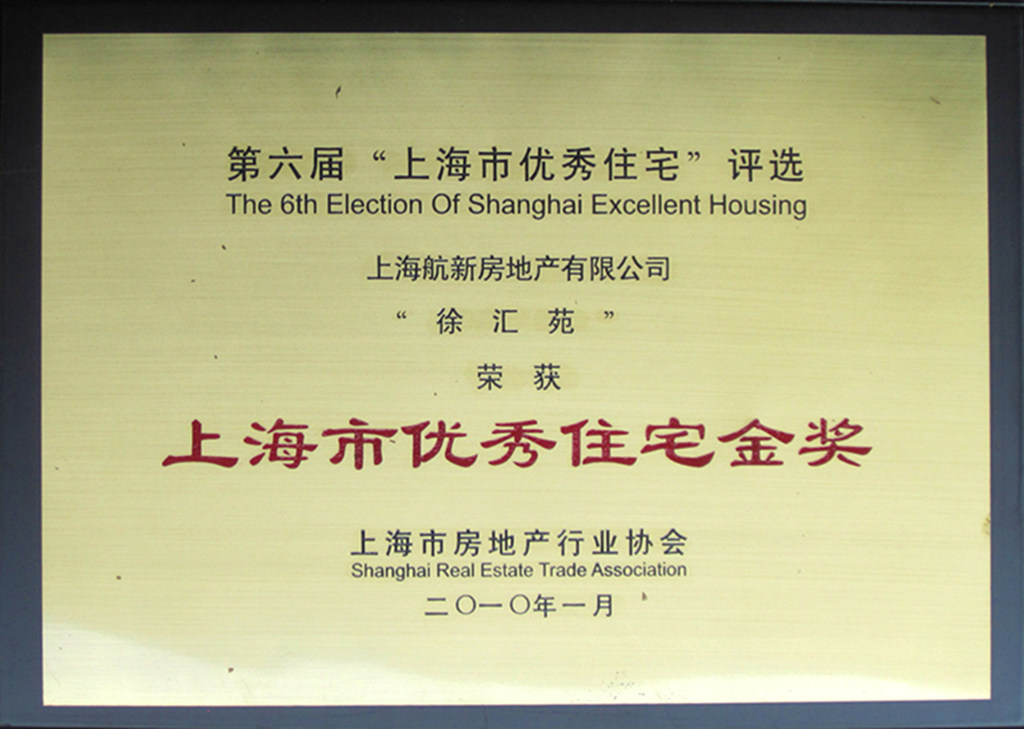 第六届“上海市优秀住宅”评选
The 6th Election Of Shanghai Excellent Housing
上海航新房地产有限公司
“徐汇苑”
荣获
上海市优秀住宅金奖
上海市房地产行业协会
Shanghai Real Estate Trade Association
二〇一〇年一月